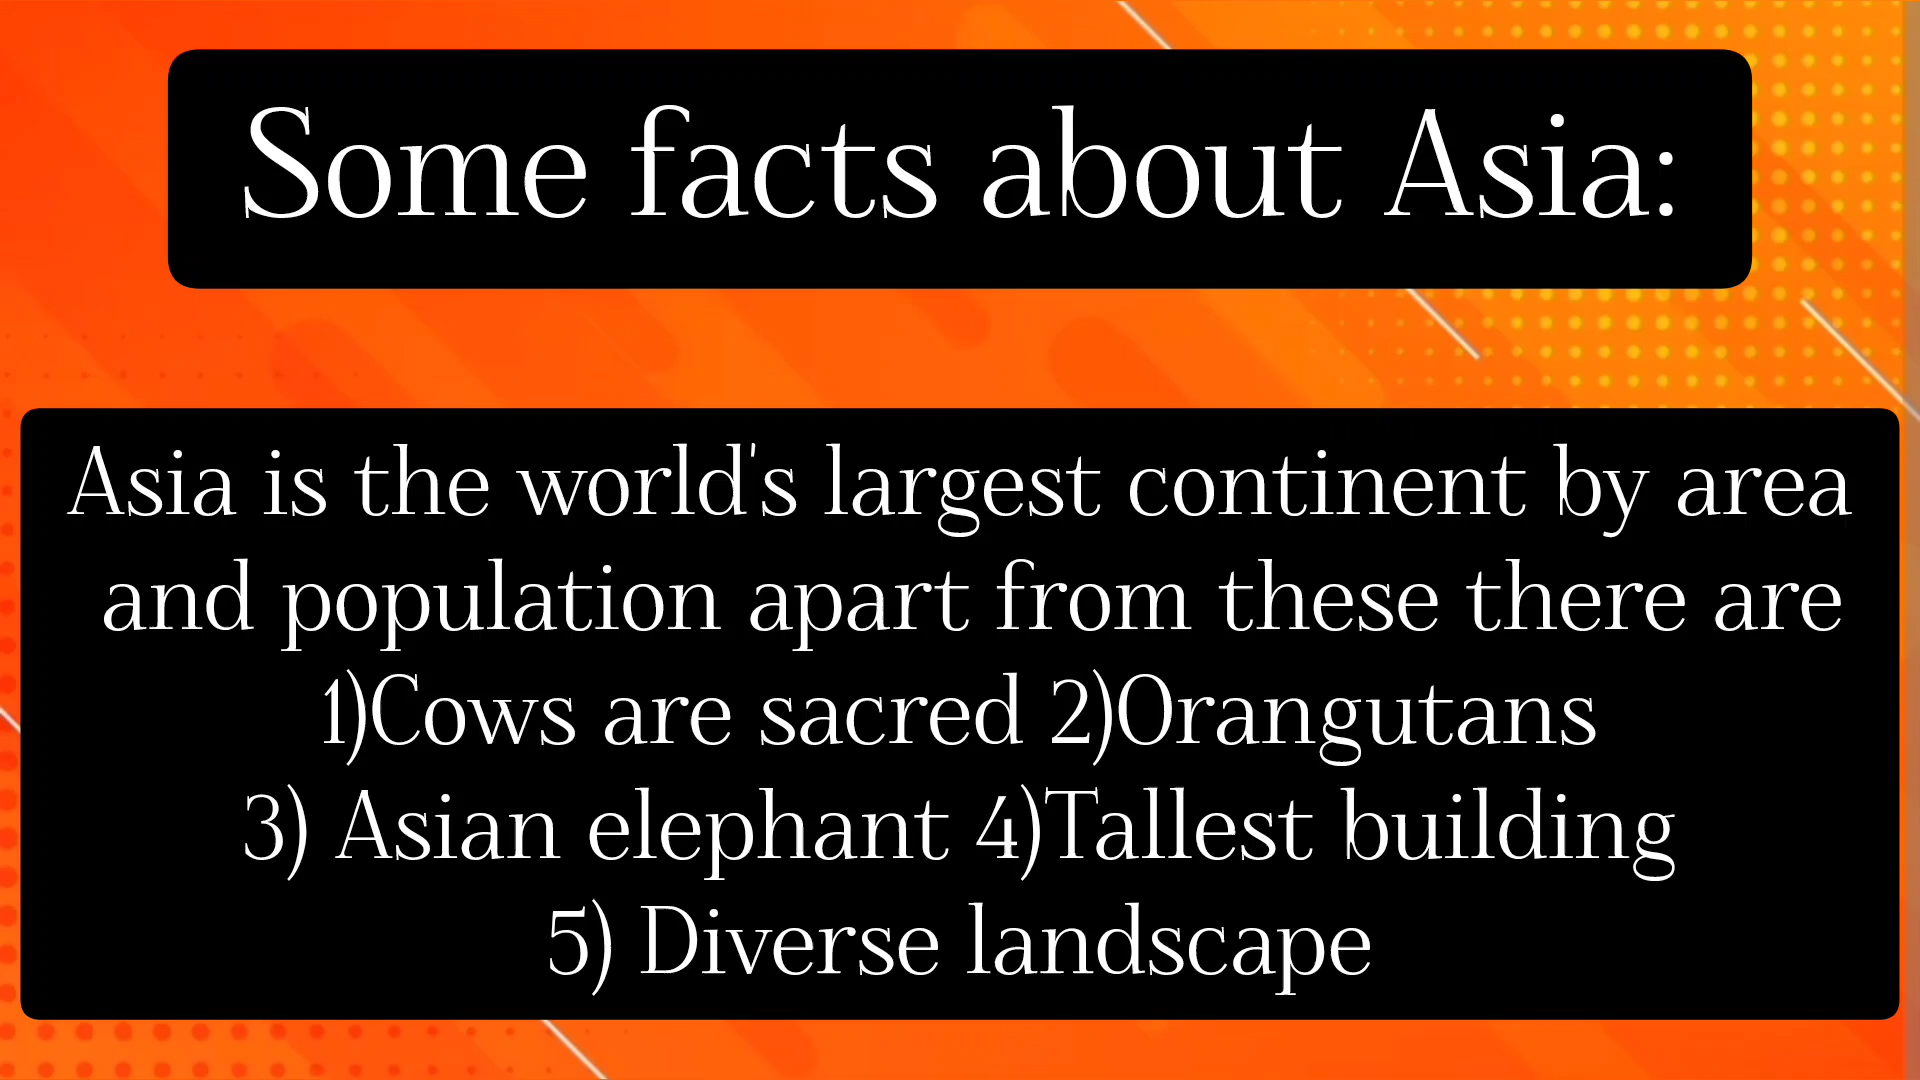 Some facts about Asia:
Asia is the world's largest continent by area
and population apart from these there are
1)Cows are sacred 2)Orangutans
3) Asian elephant 4)Tallest building
5) Diverse landscape